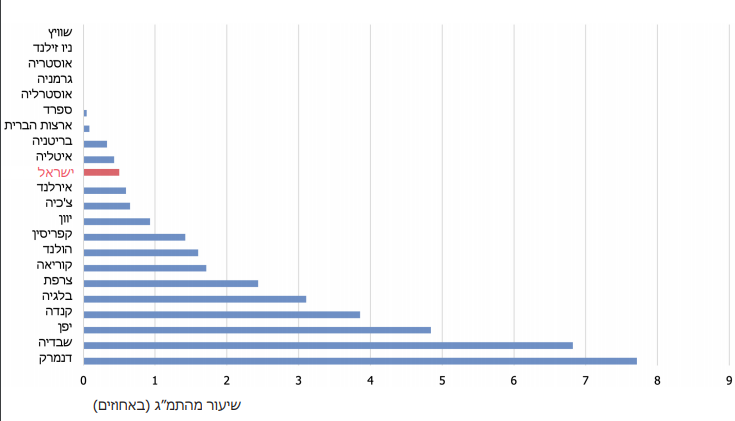 שוויץ
ניו זילנד
אוסטריה
גרמניה
אוסטרליה
ספרד
ארצות הברית
בריטניה
איטליה
ישראל
אירלנד
צ'כיה
יוון
קפריסין
הולנד
קוריאה
צרפת
בלגיה
קנדה
יפן
שבדיה
דנמרק
0 1 2 3 4 5 6 7 8 9
שיעור מהתמ"ג (באחוזים)